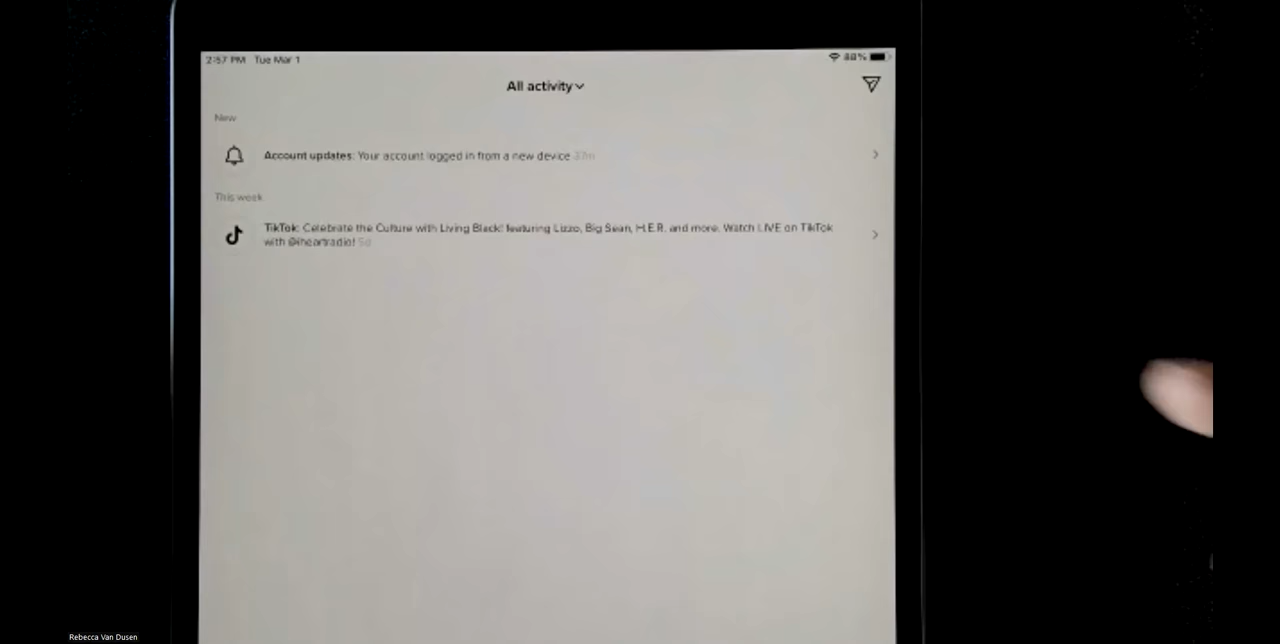 2:57 PM Tue Mar 1
88%
All activity
New
Account updates: Your account logged in from a new device 37m
This week
TikTok: Celebrate the Culture with Living Black! featuring Lizzo, Big Sean, H.E.R. and more. Watch LIVE on TikTok
with @iheartradio! 5d
Rebecca Van Dusen